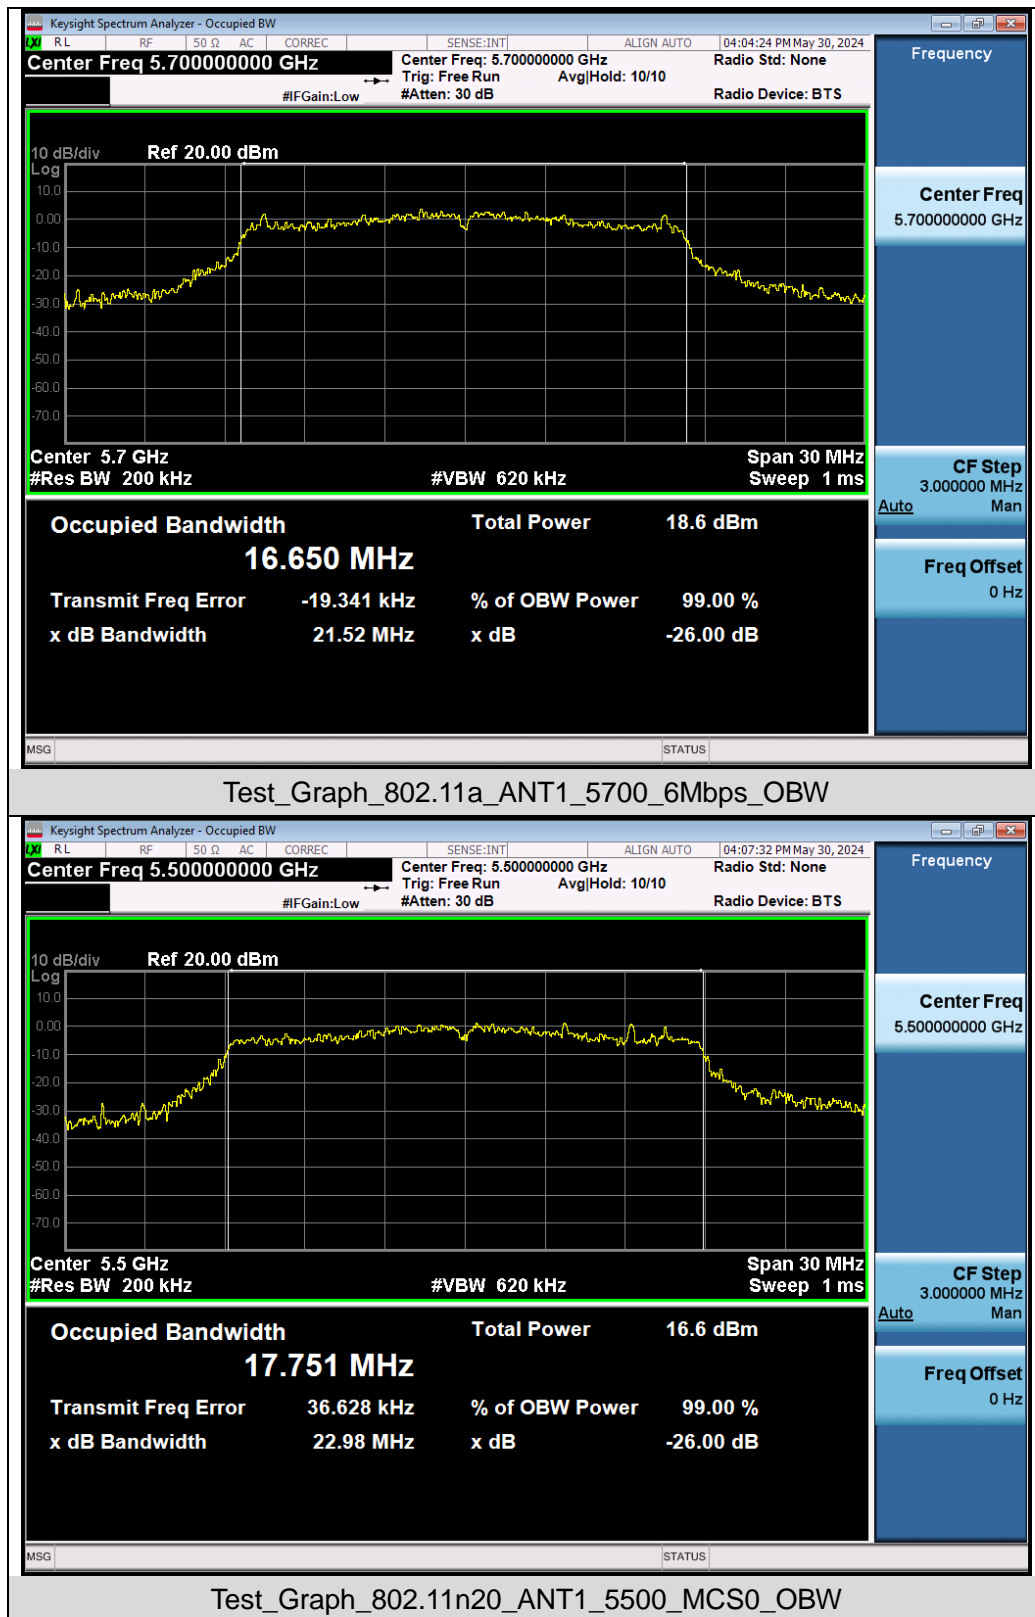 Keysight Spectrum Analyzer - Occupied BW
LXI RL RF 50 Ω AC CORREC SENSE:INT ALIGN AUTO 04:04:24 PM May 30, 2024
Center Freq 5.700000000 GHz
Center Freq: 5.700000000 GHz Radio Std: None
Trig: Free Run Avg|Hold: 10/10
#IFGain:Low #Atten: 30 dB Radio Device: BTS
10 dB/div Ref 20.00 dBm
Log
10.0
0.00
-10.0
-20.0
-30.0
-40.0
-50.0
-60.0
-70.0
Center 5.7 GHz Span 30 MHz
#Res BW 200 kHz #VBW 620 kHz Sweep 1 ms
Occupied Bandwidth Total Power 18.6 dBm
16.650 MHz
Transmit Freq Error -19.341 kHz % of OBW Power 99.00 %
x dB Bandwidth 21.52 MHz x dB -26.00 dB
MSG STATUS
Frequency
Center Freq
5.700000000 GHz
CF Step
3.000000 MHz
Auto Man
Freq Offset
0 Hz
Test_Graph_802.11a_ANT1_5700_6Mbps_OBW
Keysight Spectrum Analyzer - Occupied BW
LXI RL RF 50 Ω AC CORREC SENSE:INT ALIGN AUTO 04:07:32 PM May 30, 2024
Center Freq 5.500000000 GHz
Center Freq: 5.500000000 GHz Radio Std: None
Trig: Free Run Avg|Hold: 10/10
#IFGain:Low #Atten: 30 dB Radio Device: BTS
10 dB/div Ref 20.00 dBm
Log
10.0
0.00
-10.0
-20.0
-30.0
-40.0
-50.0
-60.0
-70.0
Center 5.5 GHz Span 30 MHz
#Res BW 200 kHz #VBW 620 kHz Sweep 1 ms
Occupied Bandwidth Total Power 16.6 dBm
17.751 MHz
Transmit Freq Error 36.628 kHz % of OBW Power 99.00 %
x dB Bandwidth 22.98 MHz x dB -26.00 dB
MSG STATUS
Frequency
Center Freq
5.500000000 GHz
CF Step
3.000000 MHz
Auto Man
Freq Offset
0 Hz
Test_Graph_802.11n20_ANT1_5500_MCS0_OBW